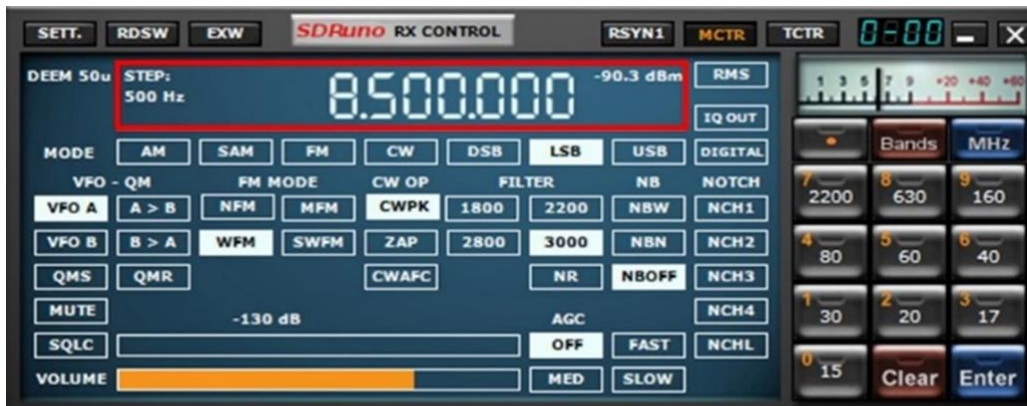 SETT. RDSW EXW SDRuno RX CONTROL RSYN1 MCTR TCTR 0-00
DEEM 50u STEP: 500 Hz 8.500.000 -90.3 dBm RMS
IQ OUT
1 3 5 7 9 +20 +40 +60
MODE AM SAM FM CW DSB LSB USB DIGITAL
Bands MHz
VFO - QM FM MODE CW OP FILTER NB NOTCH
VFO A A > B NFM MFM CWPK 1800 2200 NBW NCH1
7 2200 8 630 9 160
VFO B B > A WFM SWFM ZAP 2800 3000 NBN NCH2
4 80 5 60 6 40
QMS QMR CWAFC NR NBOFF NCH3
MUTE -130 dB AGC NCH4
1 30 2 20 3 17
SQLC OFF FAST NCHL
VOLUME MED SLOW
0 15 Clear Enter